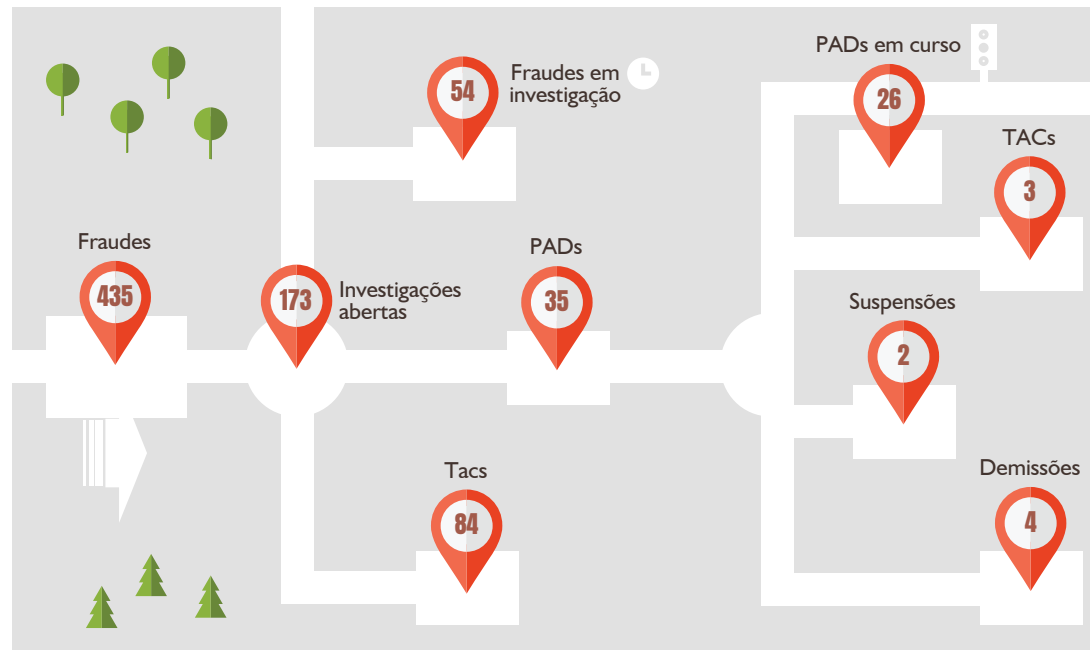 PADs em curso
26
Fraudes em
investigação
54
TACs
3
Fraudes
435
173
Investigações
abertas
PADs
35
Suspensões
2
Tacs
84
Demissões
4